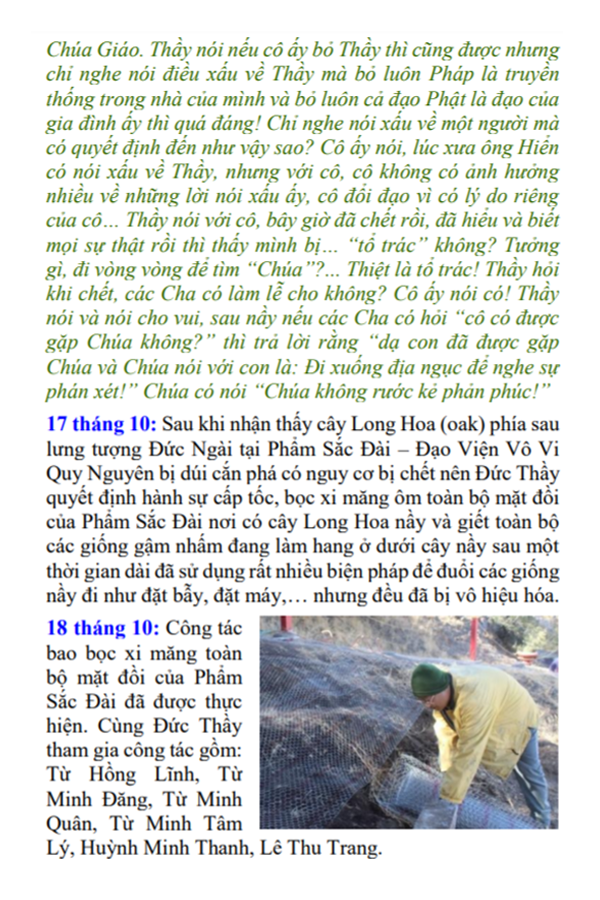 Chúa Giáo. Thầy nói nếu cô ấy bỏ Thầy thì cũng được nhưng
chỉ nghe nói điều xấu về Thầy mà bỏ luôn Pháp là truyền
thống trong nhà của mình và bỏ luôn cả đạo Phật là đạo của
gia đình ấy thì quá đáng! Chỉ nghe nói xấu về một người mà
có quyết định đến như vậy sao? Cô ấy nói, lúc xưa ông Hiển
có nói xấu về Thầy, nhưng với cô, cô không có ảnh hưởng
nhiều về những lời nói xấu ấy, cô đổi đạo vì có lý do riêng
của cô… Thầy nói với cô, bây giờ đã chết rồi, đã hiểu và biết
mọi sự thật rồi thì thấy mình bị… “tổ trác” không? Tưởng
gì, đi vòng vòng để tìm “Chúa”?... Thiệt là tổ trác! Thầy hỏi
khi chết, các Cha có làm lễ cho không? Cô ấy nói có! Thầy
nói và nói cho vui, sau nầy nếu các Cha có hỏi “cô có được
gặp Chúa không?” thì trả lời rằng “dạ con đã được gặp
Chúa và Chúa nói với con là: Đi xuống địa ngục để nghe sự
phán xét!” Chúa có nói “Chúa không rước kẻ phản phúc!”
17 tháng 10: Sau khi nhận thấy cây Long Hoa (oak) phía sau
lưng tượng Đức Ngài tại Phẩm Sắc Đài – Đạo Viện Vô Vi
Quy Nguyên bị dúi cắn phá có nguy cơ bị chết nên Đức Thầy
quyết định hành sự cấp tốc, bọc xi măng ôm toàn bộ mặt đồi
của Phẩm Sắc Đài nơi có cây Long Hoa nầy và giết toàn bộ
các giống gậm nhấm đang làm hang ở dưới cây nầy sau một
thời gian dài đã sử dụng rất nhiều biện pháp để đuổi các giống
nầy đi như đặt bẫy, đặt máy,… nhưng đều đã bị vô hiệu hóa.
18 tháng 10: Công tác
bao bọc xi măng toàn
bộ mặt đồi của Phẩm
Sắc Đài đã được thực
hiện. Cùng Đức Thầy
tham gia công tác gồm:
Từ Hồng Lĩnh, Từ
Minh Đăng, Từ Minh
Quân, Từ Minh Tâm
Lý, Huỳnh Minh Thanh, Lê Thu Trang.